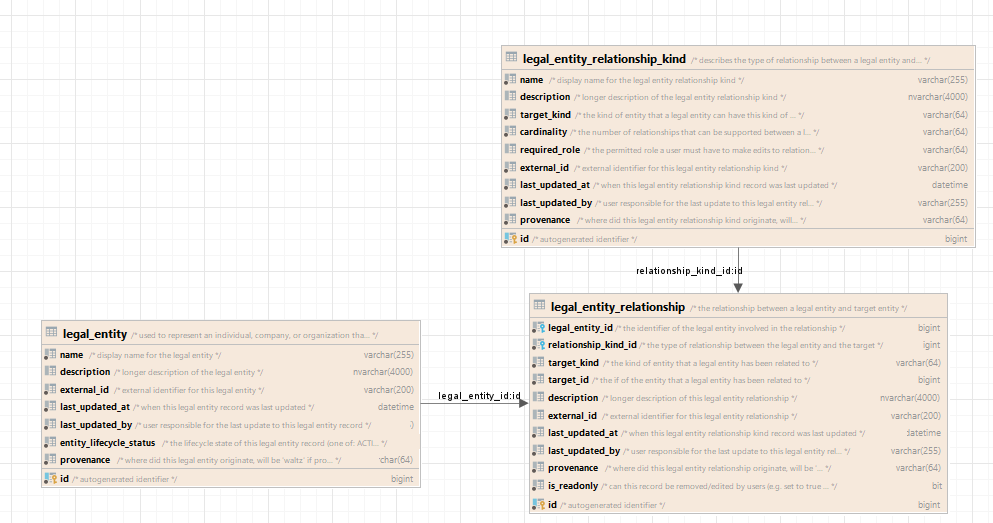 legal_entity_relationship_kind /* describes the type of relationship between a legal entity and... */
name /* display name for the legal entity relationship kind */ varchar(255)
description /* longer description of the legal entity relationship kind */ nvarchar(4000)
target_kind /* the kind of entity that a legal entity can have this kind of ... */ varchar(64)
cardinality /* the number of relationships that can be supported between a l... */ varchar(64)
required_role /* the permitted role a user must have to make edits to relation... */ varchar(64)
external_id /* external identifier for this legal entity relationship kind */ varchar(200)
last_updated_at /* when this legal entity relationship kind record was last updated */ datetime
last_updated_by /* user responsible for the last update to this legal entity rel... */ varchar(255)
provenance /* where did this legal entity relationship kind originate, will... */ varchar(64)
id /* autogenerated identifier */ bigint
relationship_kind_id:id
legal_entity_relationship /* the relationship between a legal entity and target entity */
legal_entity_id /* the identifier of the legal entity involved in the relationship */ bigint
relationship_kind_id /* the type of relationship between the legal entity and the target */ igint
target_kind /* the kind of entity that a legal entity has been related to */ varchar(64)
target_id /* the if of the entity that a legal entity has been related to */ bigint
description /* longer description of this legal entity relationship */ nvarchar(4000)
external_id /* external identifier for this legal entity relationship */ varchar(200)
last_updated_at /* when this legal entity relationship kind record was last updated */ datetime
last_updated_by /* user responsible for the last update to this legal entity rel... */ varchar(255)
provenance /* where did this legal entity relationship originate, will be '... */ varchar(64)
is_readonly /* can this record be removed/edited by users (e.g. set to true ... */ bit
id /* autogenerated identifier */ bigint
legal_entity /* used to represent an individual, company, or organization tha... */
name /* display name for the legal entity */ varchar(255)
description /* longer description of the legal entity */ nvarchar(4000)
external_id /* external identifier for this legal entity */ varchar(200)
last_updated_at /* when this legal entity record was last updated */ datetime
last_updated_by /* user responsible for the last update to this legal entity record */ )
entity_lifecycle_status /* the lifecycle state of this legal entity record (one of: ACTI...
provenance /* where did this legal entity originate, will be 'waltz' if pro... */ char(64)
id /* autogenerated identifier */ bigint
legal_entity_id:id